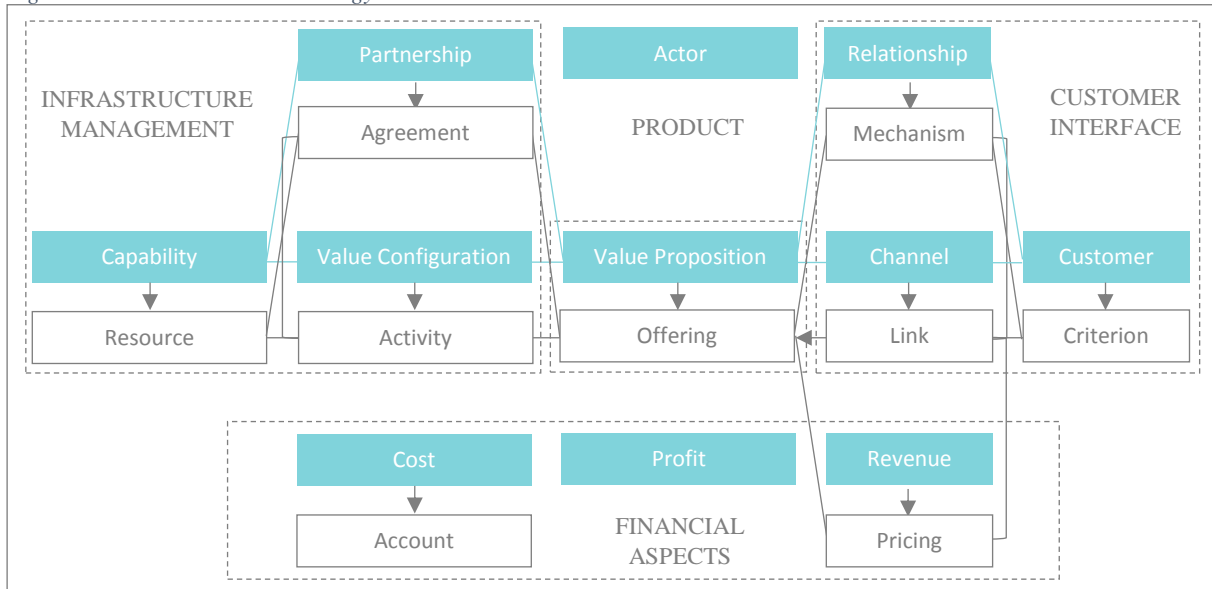 Partnership
Actor
Relationship
INFRASTRUCTURE
MANAGEMENT
Agreement
PRODUCT
Mechanism
CUSTOMER
INTERFACE
Capability
Value Configuration
Value Proposition
Channel
Customer
Resource
Activity
Offering
Link
Criterion
Cost
Profit
Revenue
Account
FINANCIAL
ASPECTS
Pricing